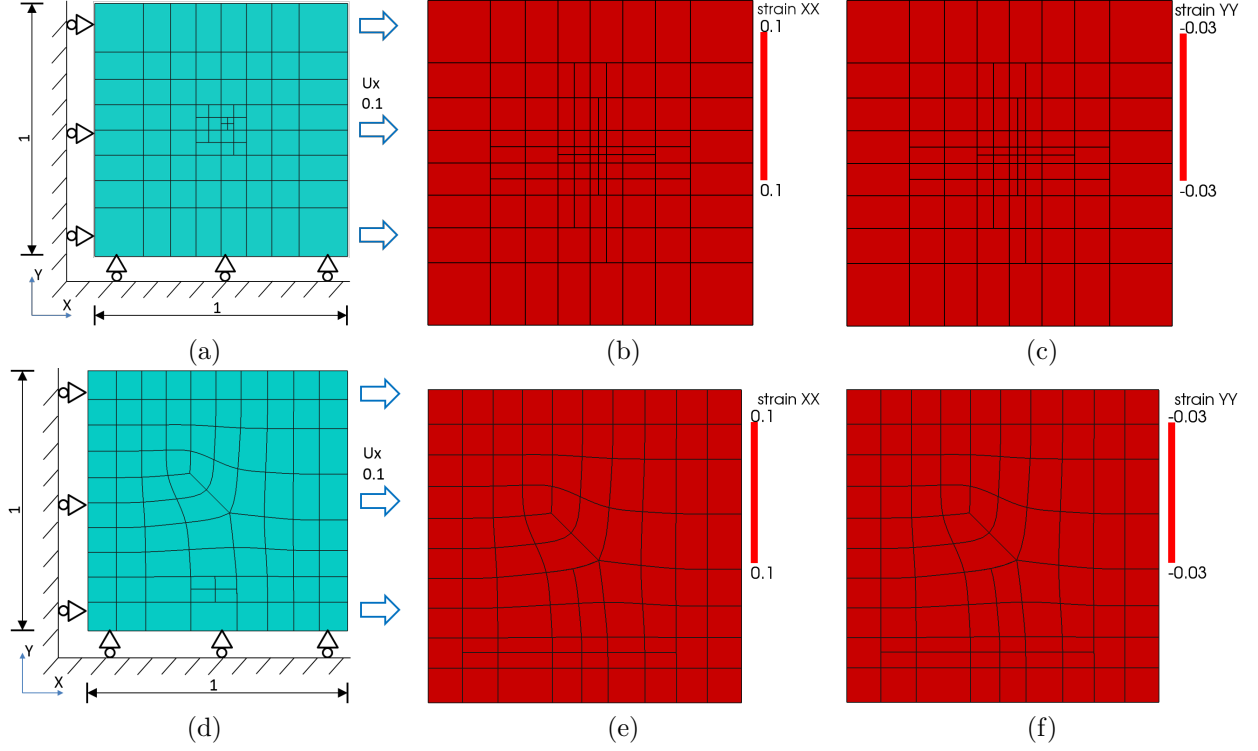 Ux
0.1
1
Y
X
1
(a)
strain XX
0.1
0.1
(b)
strain YY
-0.03
-0.03
(c)
Ux
0.1
1
Y
X
1
(d)
strain XX
0.1
0.1
(e)
strain YY
-0.03
-0.03
(f)